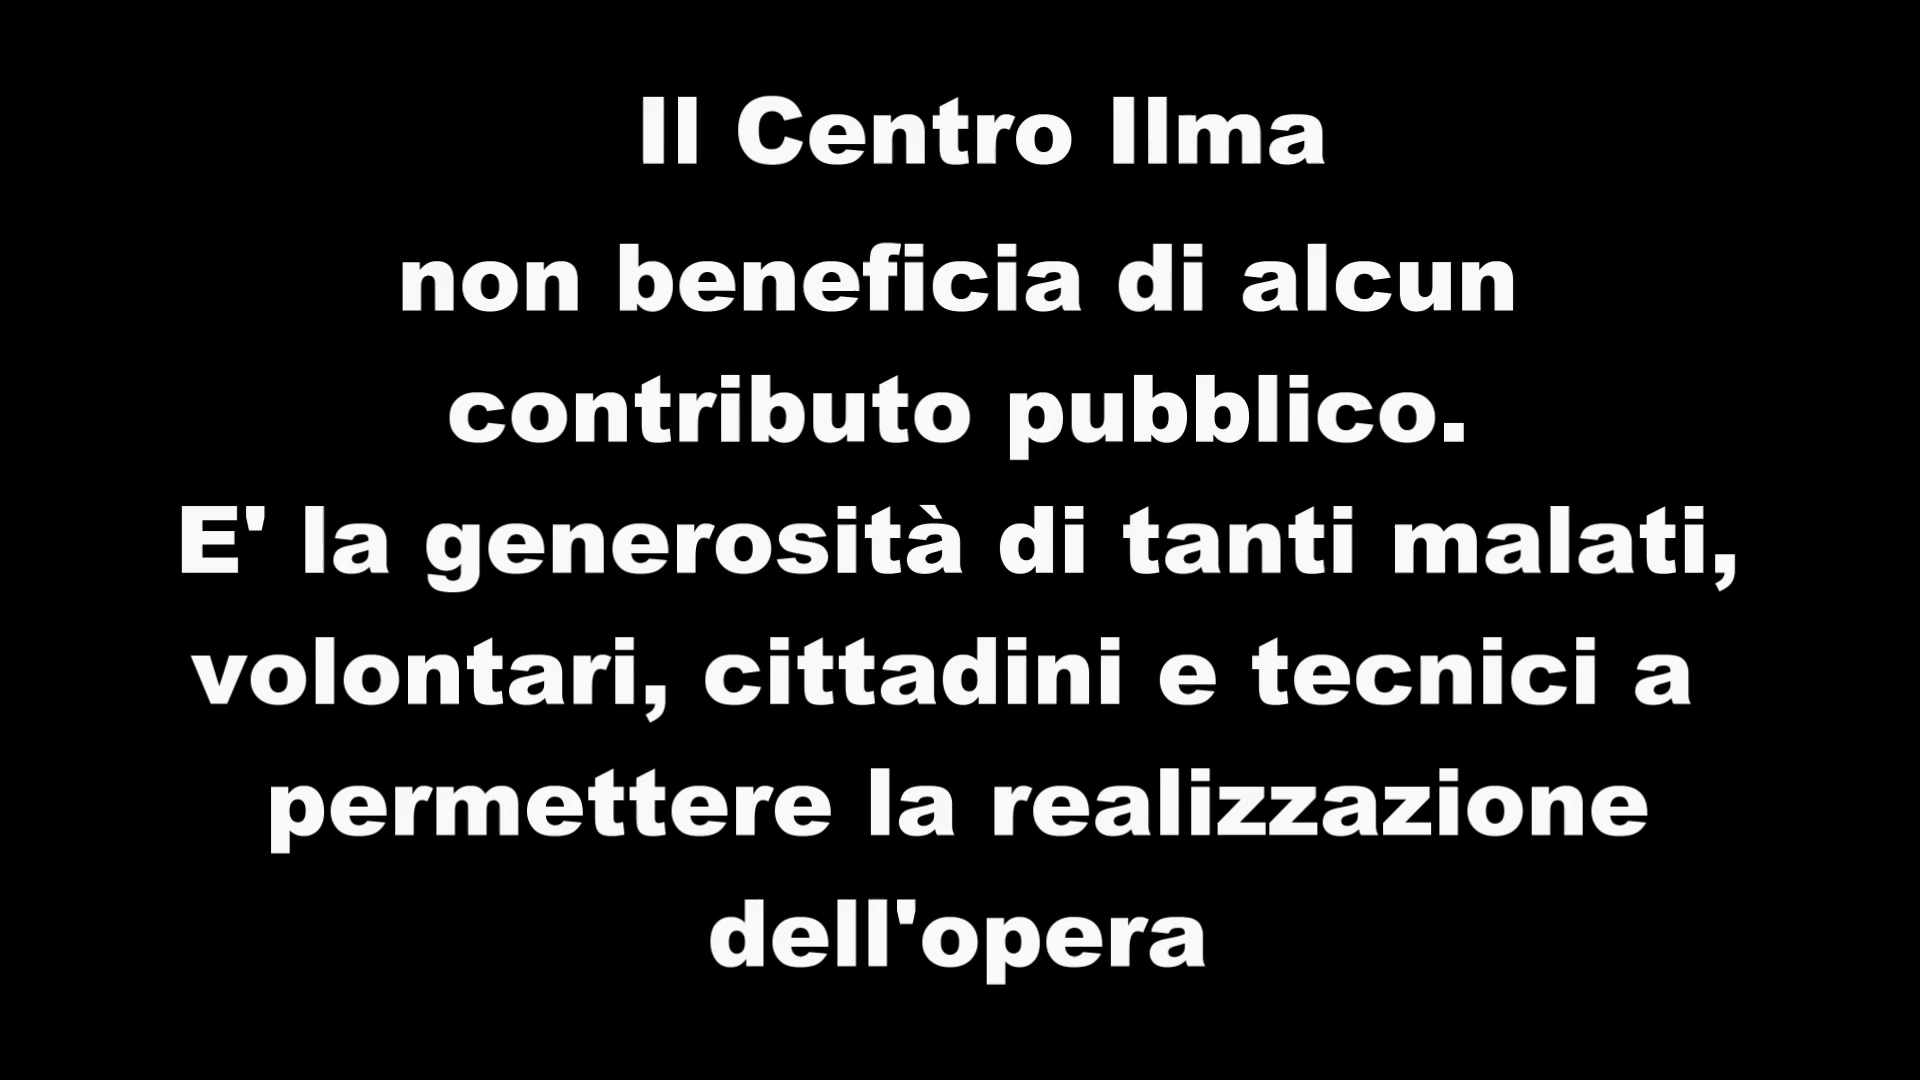 Il Centro Ilma
non beneficia di alcun
contributo pubblico.
E' la generosità di tanti malati,
volontari, cittadini e tecnici a
permettere la realizzazione
dell'opera